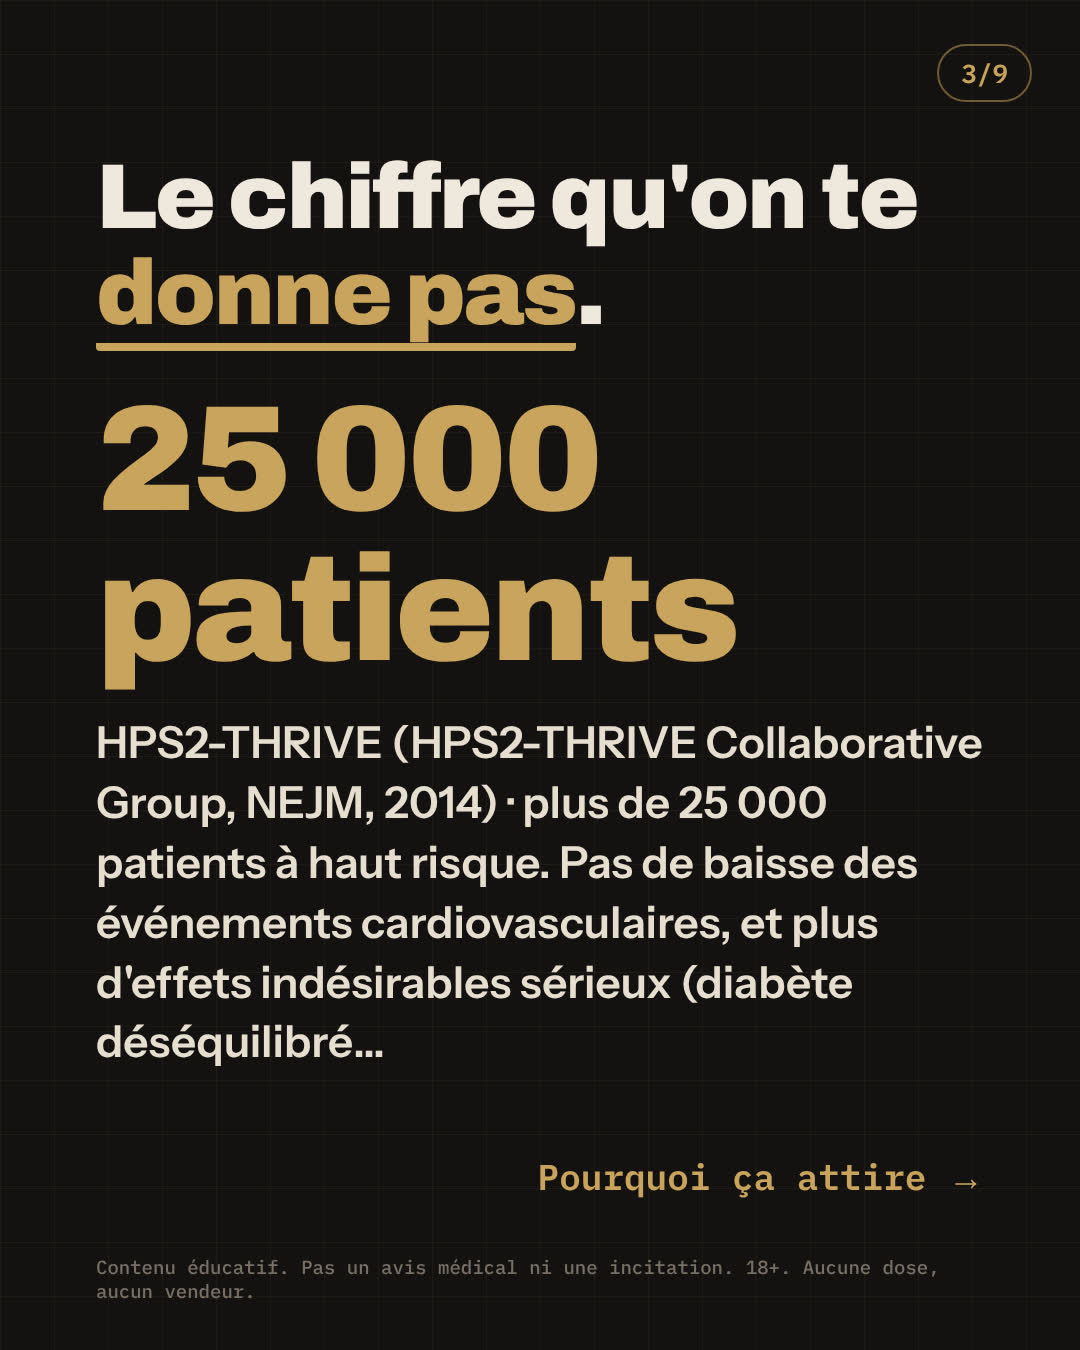 3/9
Le chiffre qu'on te
donne pas.
25 000
patients
HPS2-THRIVE (HPS2-THRIVE Collaborative
Group, NEJM, 2014) · plus de 25 000
patients à haut risque. Pas de baisse des
événements cardiovasculaires, et plus
d'effets indésirables sérieux (diabète
déséquilibré...
Pourquoi ça attire →
Contenu éducatif. Pas un avis médical ni une incitation. 18+. Aucune dose,
aucun vendeur.